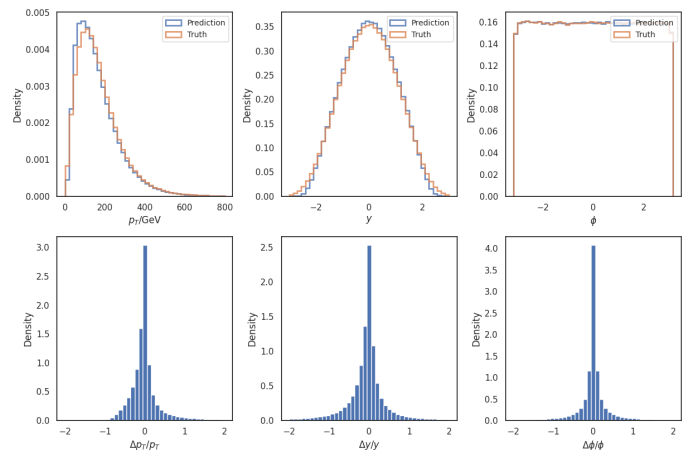 0.005
0.004
0.003
0.002
0.001
0.000
Density
Prediction
Truth
0 200 400 600 800
p_T/GeV
0.35
0.30
0.25
0.20
0.15
0.10
0.05
0.00
Density
Prediction
Truth
−2 0 2
y
0.16
0.14
0.12
0.10
0.08
0.06
0.04
0.02
0.00
Density
Prediction
Truth
−2 0 2
ϕ
3.0
2.5
2.0
1.5
1.0
0.5
0.0
Density
−2 −1 0 1 2
Δp_T/p_T
2.5
2.0
1.5
1.0
0.5
0.0
Density
−2 −1 0 1 2
Δy/y
4.0
3.5
3.0
2.5
2.0
1.5
1.0
0.5
0.0
Density
−2 −1 0 1 2
Δϕ/ϕ